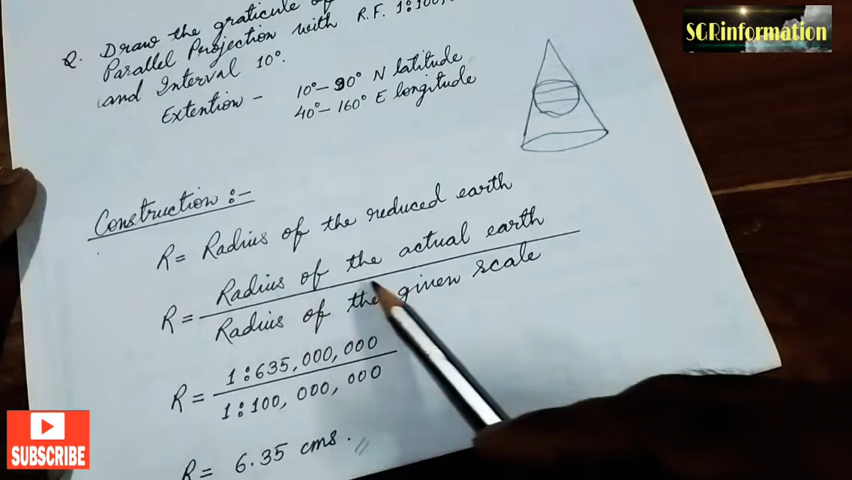 SCRinformation
Q. Draw the graticule of
Parallel Projection with R.F. 1:100,
and Interval 10°.
Extention - 10°-90° N latitude
40°-160° E longitude
Construction :-
R= Radius of the reduced earth
R= Radius of the actual earth
Radius of the given scale
R= 1:635,000,000
1:100,000,000
R= 6.35 cms.
SUBSCRIBE